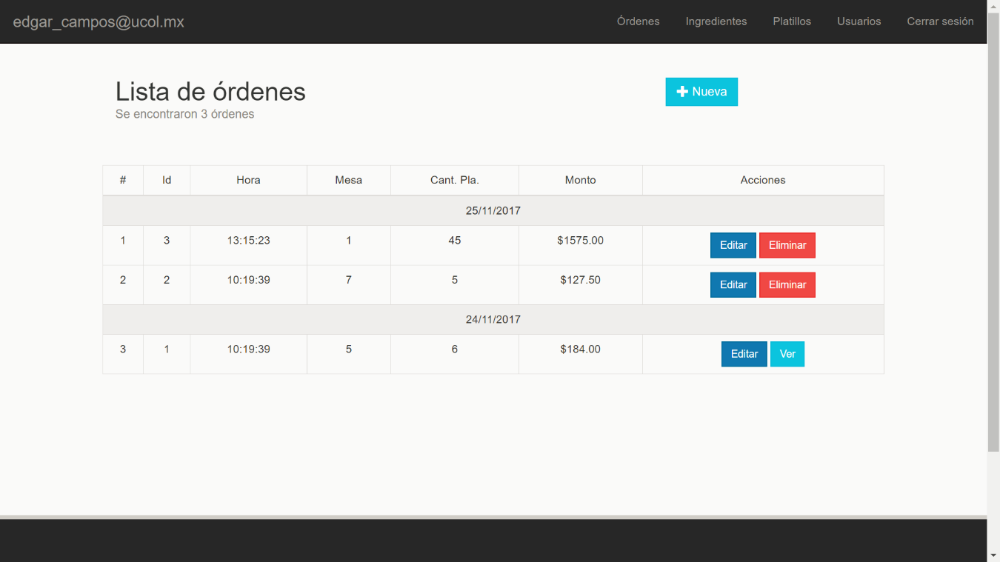 edgar_campos@ucol.mx Órdenes Ingredientes Platillos Usuarios Cerrar sesión
Lista de órdenes
Nueva
Se encontraron 3 órdenes
# Id Hora Mesa Cant. Pla. Monto Acciones
25/11/2017
1 3 13:15:23 1 45 $1575.00 Editar Eliminar
2 2 10:19:39 7 5 $127.50 Editar Eliminar
24/11/2017
3 1 10:19:39 5 6 $184.00 Editar Ver